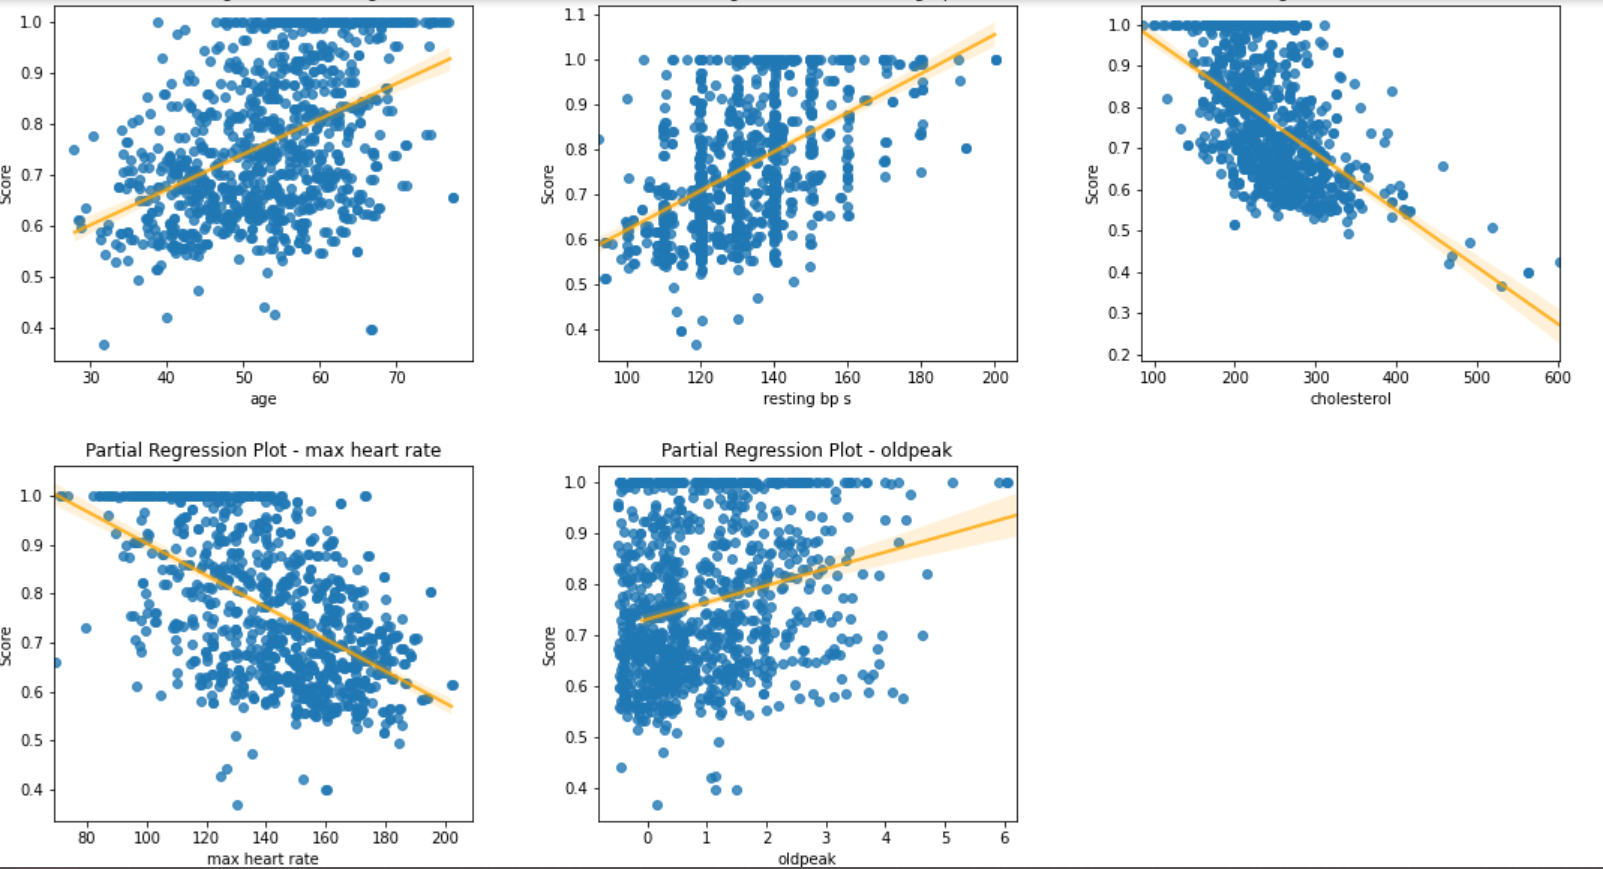 1.0
0.9
0.8
0.7
0.6
0.5
0.4
Score
30 40 50 60 70
age
1.1
1.0
0.9
0.8
0.7
0.6
0.5
0.4
Score
100 120 140 160 180 200
resting bp s
1.0
0.9
0.8
0.7
0.6
0.5
0.4
0.3
0.2
Score
100 200 300 400 500 600
cholesterol
Partial Regression Plot - max heart rate
1.0
0.9
0.8
0.7
0.6
0.5
0.4
Score
80 100 120 140 160 180 200
max heart rate
Partial Regression Plot - oldpeak
1.0
0.9
0.8
0.7
0.6
0.5
0.4
Score
0 1 2 3 4 5 6
oldpeak